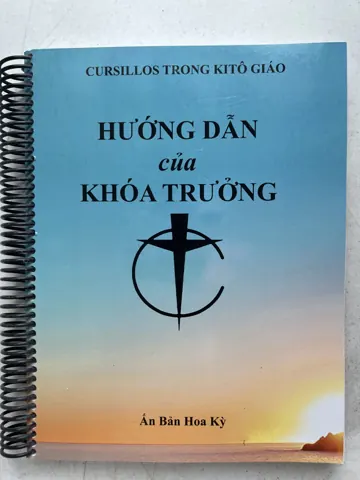 CURSILLOS TRONG KITÔ GIÁO
HƯỚNG DẪN
của
KHÓA TRƯỞNG
Ấn Bản Hoa Kỳ